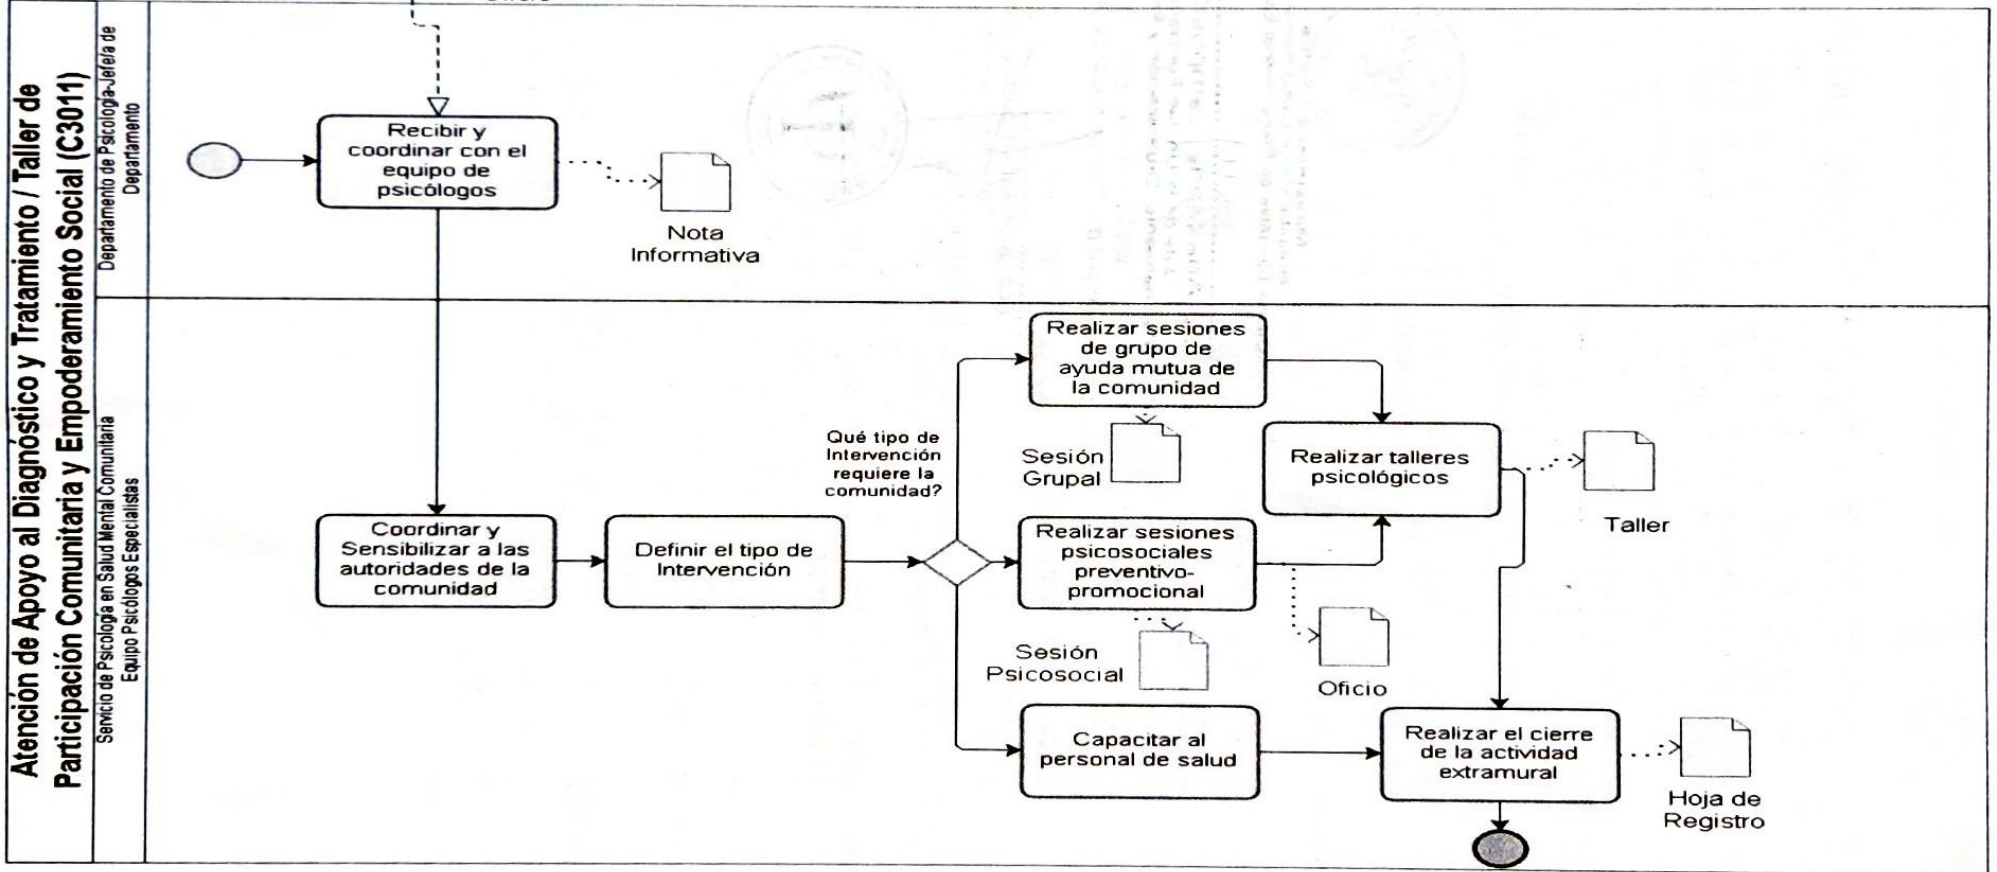 Atención de Apoyo al Diagnóstico y Tratamiento / Taller de
Participación Comunitaria y Empoderamiento Social (C3011)
Departamento de Psicología-Jefe/a de
Departamento
Recibir y
coordinar con el
equipo de
psicólogos
Nota
Informativa
Servicio de Psicología en Salud Mental Comunitaria
Equipo Psicólogos Especialistas
Coordinar y
Sensibilizar a las
autoridades de la
comunidad
Definir el tipo de
Intervención
Qué tipo de
Intervención
requiere la
comunidad?
Realizar sesiones
de grupo de
ayuda mutua de
la comunidad
Sesión
Grupal
Realizar talleres
psicológicos
Taller
Realizar sesiones
psicosociales
preventivo-
promocional
Sesión
Psicosocial
Oficio
Capacitar al
personal de salud
Realizar el cierre
de la actividad
extramural
Hoja de
Registro